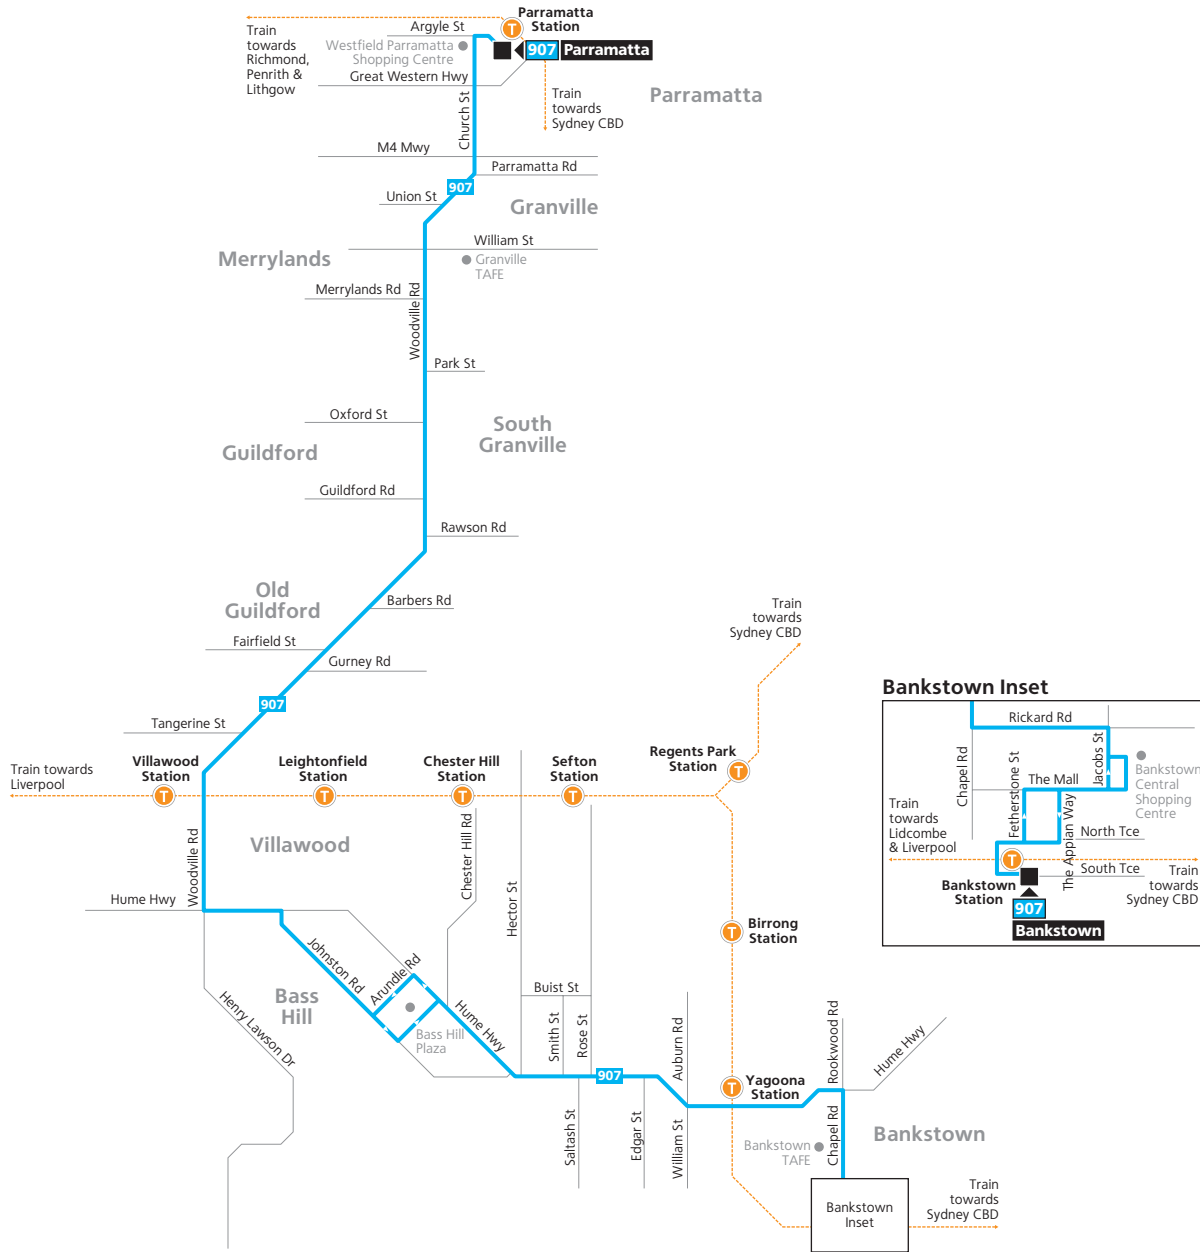 Parramatta
Station
Train
towards
Richmond,
Penrith &
Lithgow
Argyle St
Westfield Parramatta
Shopping Centre
907 Parramatta
Great Western Hwy
Train
towards
Sydney CBD
Parramatta
Church St
M4 Mwy
Parramatta Rd
907
Union St
Granville
William St
Merrylands
Granville
TAFE
Merrylands Rd
Woodville Rd
Park St
Oxford St
South
Granville
Guildford
Guildford Rd
Rawson Rd
Old
Guildford
Barbers Rd
Train
towards
Sydney CBD
Fairfield St
Gurney Rd
907
Tangerine St
Train towards
Liverpool
Villawood
Station
Leightonfield
Station
Chester Hill
Station
Sefton
Station
Regents Park
Station
Woodville Rd
Villawood
Chester Hill Rd
Hector St
Hume Hwy
Birrong
Station
Johnston Rd
Arundle Rd
Bass
Hill
Henry Lawson Dr
Bass Hill
Plaza
Hume Hwy
Buist St
Smith St
Rose St
907
Auburn Rd
Rookwood Rd
Hume Hwy
Yagoona
Station
Saltash St
Edgar St
William St
Bankstown
TAFE
Chapel Rd
Bankstown
Bankstown
Inset
Train
towards
Sydney CBD
Bankstown Inset
Rickard Rd
Chapel Rd
Fetherstone St
The Mall
Jacobs St
Bankstown
Central
Shopping
Centre
Train
towards
Lidcombe
& Liverpool
The Appian Way
North Tce
South Tce
Bankstown
Station
Train
towards
Sydney CBD
907
Bankstown
T
T
T
T
T
T
T
T
T